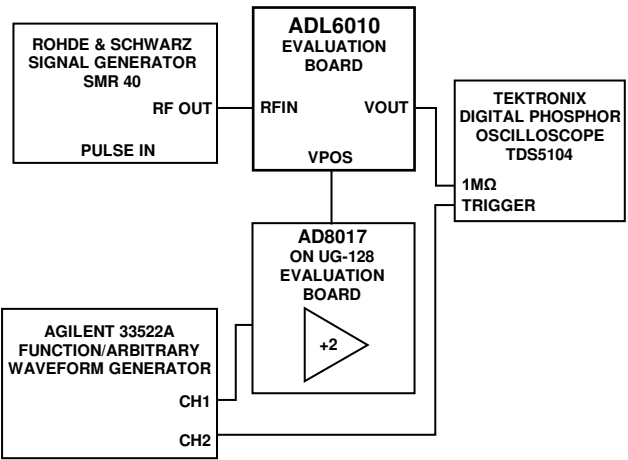 ROHDE & SCHWARZ
SIGNAL GENERATOR
SMR 40
RF OUT
PULSE IN
ADL6010
EVALUATION
BOARD
RFIN
VOUT
VPOS
TEKTRONIX
DIGITAL PHOSPHOR
OSCILLOSCOPE
TDS5104
1MΩ
TRIGGER
AD8017
ON UG-128
EVALUATION
BOARD
+2
AGILENT 33522A
FUNCTION/ARBITRARY
WAVEFORM GENERATOR
CH1
CH2